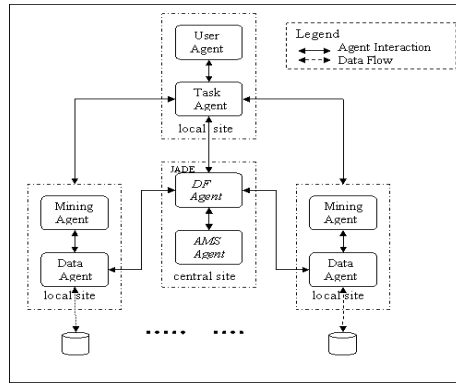 User
Agent
Legend
Agent Interaction
Data Flow
Task
Agent
local site
JADE
DF
Agent
Mining
Agent
Mining
Agent
AMS
Agent
Data
Agent
Data
Agent
central site
local site
local site